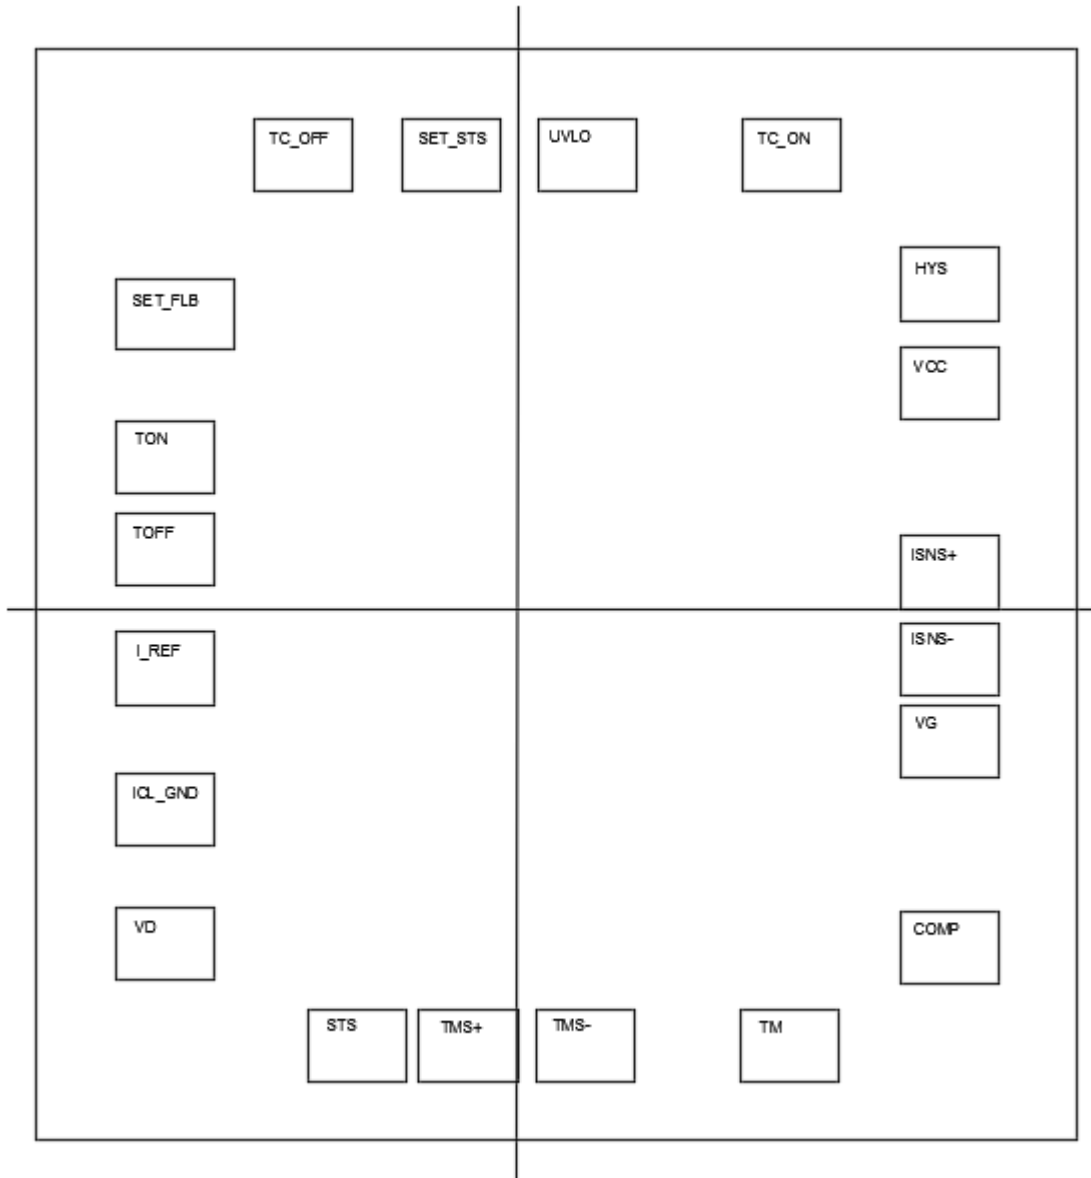 TC_OFF
SET_STS
UVLO
TC_ON
HYS
SET_FLB
VCC
TON
TOFF
ISNS+
I_REF
ISNS-
VG
ICL_GND
VD
COMP
STS
TMS+
TMS-
TM